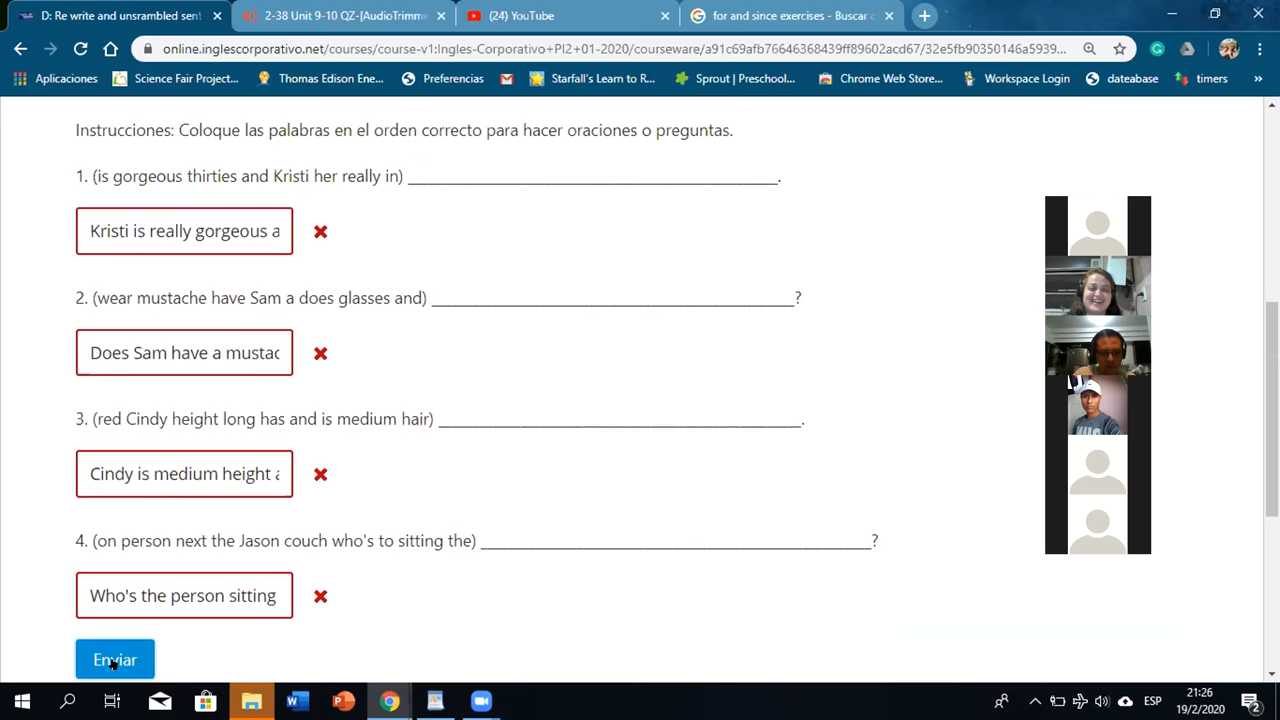 D: Re write and unsrambled sent
2-38 Unit 9-10 QZ-[AudioTrimme
(24) YouTube
for and since exercises - Buscar c
online.inglescorporativo.net/courses/course-v1:Ingles-Corporativo+PI2+01-2020/courseware/a91c69afb76646368439ff89602acd67/32e5fb90350146a5939...
Aplicaciones
Science Fair Project...
Thomas Edison Ene...
Preferencias
Starfall's Learn to R...
Sprout | Preschool...
Chrome Web Store...
Workspace Login
dateabase
timers
»
Instrucciones: Coloque las palabras en el orden correcto para hacer oraciones o preguntas.
1. (is gorgeous thirties and Kristi her really in) ______________________________________.
Kristi is really gorgeous a
2. (wear mustache have Sam a does glasses and) ______________________________________?
Does Sam have a mustac
3. (red Cindy height long has and is medium hair) ______________________________________.
Cindy is medium height a
4. (on person next the Jason couch who's to sitting the) ______________________________________?
Who's the person sitting
Enviar
ESP
21:26
19/2/2020
2